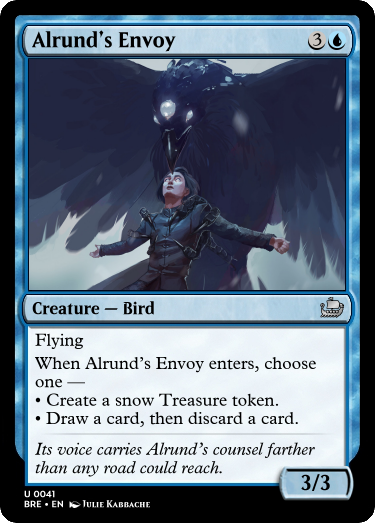 Alrund's Envoy 3
Creature — Bird
Flying
When Alrund's Envoy enters, choose
one —
• Create a snow Treasure token.
• Draw a card, then discard a card.
Its voice carries Alrund's counsel farther
than any road could reach.
3/3
U 0041
BRE • EN Julie Kabbache